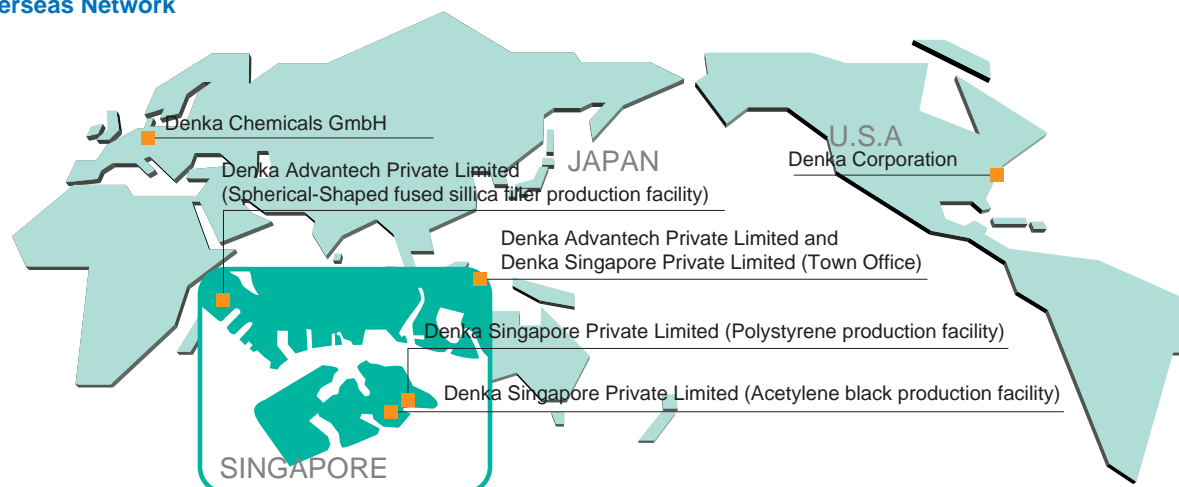 erseas Network
Denka Chemicals GmbH
JAPAN
U.S.A
Denka Corporation
Denka Advantech Private Limited
(Spherical-Shaped fused sillica filler production facility)
Denka Advantech Private Limited and
Denka Singapore Private Limited (Town Office)
Denka Singapore Private Limited (Polystyrene production facility)
Denka Singapore Private Limited (Acetylene black production facility)
SINGAPORE